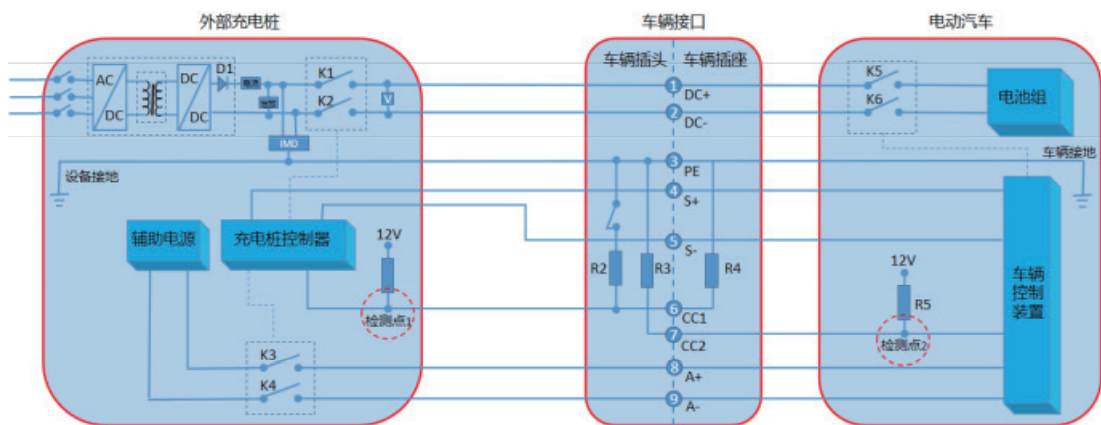 外部充电桩
车辆接口
电动汽车
车辆插头
车辆插座
AC
DC
DC
DC
D1
K1
K2
V
IMD
K5
K6
电池组
1
DC+
2
DC-
3
PE
4
S+
5
S-
6
CC1
7
CC2
8
A+
9
A-
设备接地
车辆接地
辅助电源
充电桩控制器
12V
检测点1
R2
R3
R4
12V
R5
检测点2
车辆
控制
装置
K3
K4